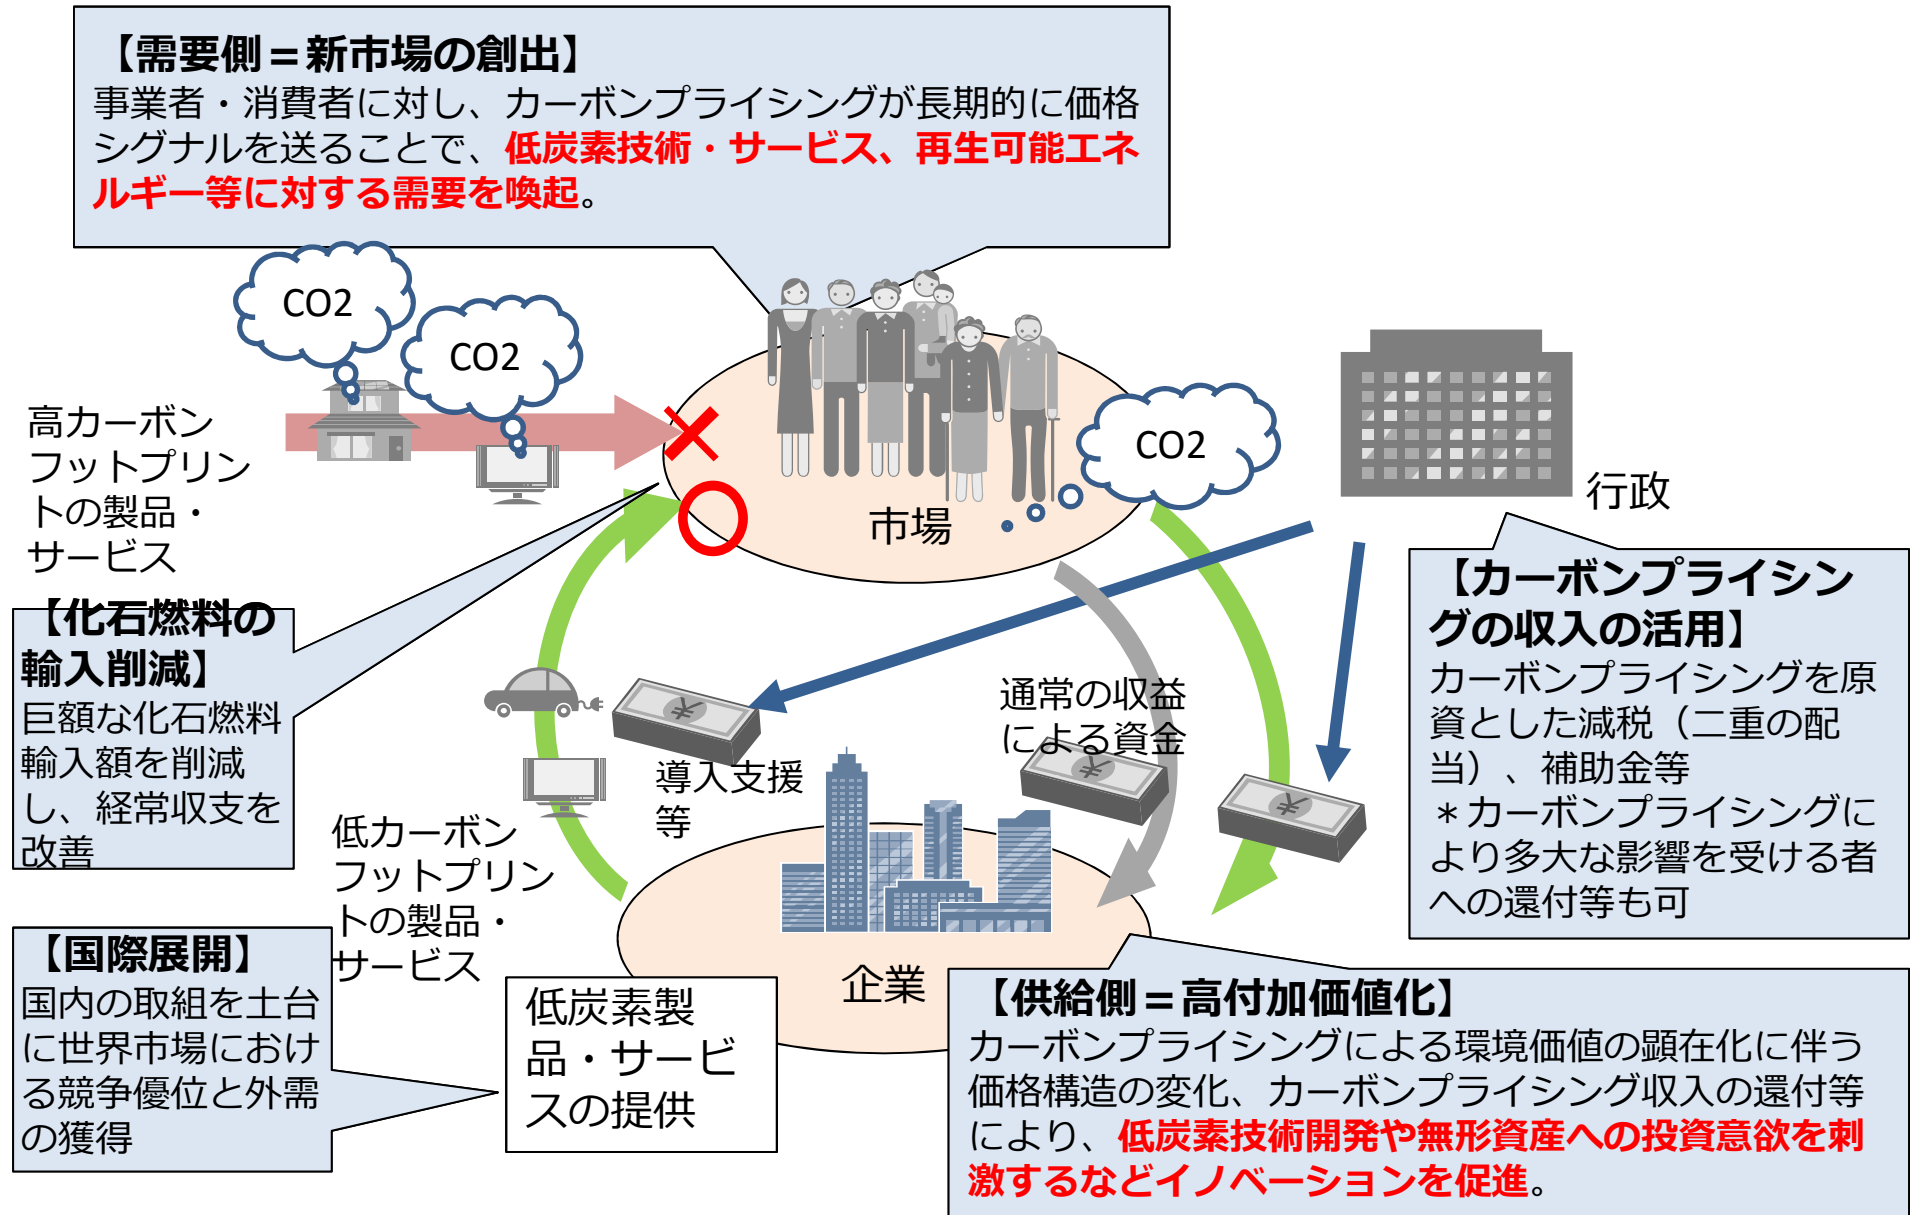 【需要側＝新市場の創出】
事業者・消費者に対し、カーボンプライシングが長期的に価格
シグナルを送ることで、低炭素技術・サービス、再生可能エネ
ルギー等に対する需要を喚起。
CO2
CO2
高カーボン
フットプリン
トの製品・
サービス
CO2
市場
行政
【化石燃料の
輸入削減】
巨額な化石燃料
輸入額を削減
し、経常収支を
改善
【カーボンプライシン
グの収入の活用】
カーボンプライシングを原
資とした減税（二重の配
当）、補助金等
＊カーボンプライシングに
より多大な影響を受ける者
への還付等も可
導入支援
等
通常の収益
による資金
¥
¥
¥
低カーボン
フットプリン
トの製品・
サービス
企業
【国際展開】
国内の取組を土台
に世界市場におけ
る競争優位と外需
の獲得
低炭素製
品・サービ
スの提供
【供給側＝高付加価値化】
カーボンプライシングによる環境価値の顕在化に伴う
価格構造の変化、カーボンプライシング収入の還付等
により、低炭素技術開発や無形資産への投資意欲を刺
激するなどイノベーションを促進。